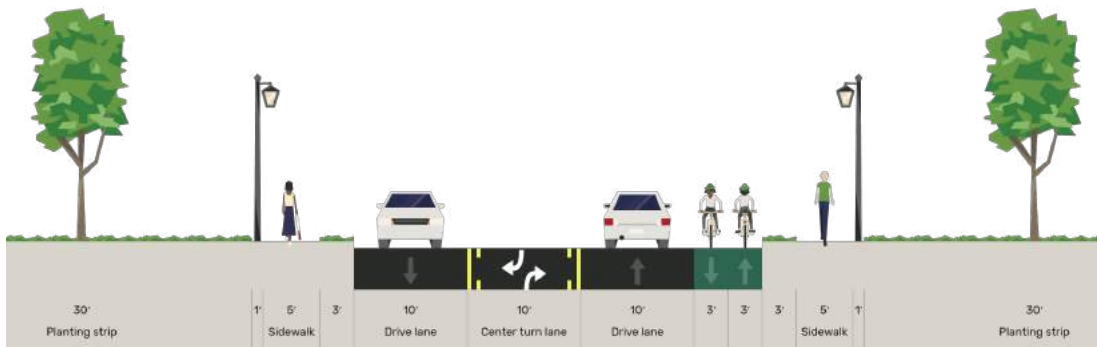 30' 1' 5' 3' 10' 10' 10' 3' 3' 3' 5' 1' 30'
Planting strip Sidewalk Drive lane Center turn lane Drive lane Sidewalk Planting strip